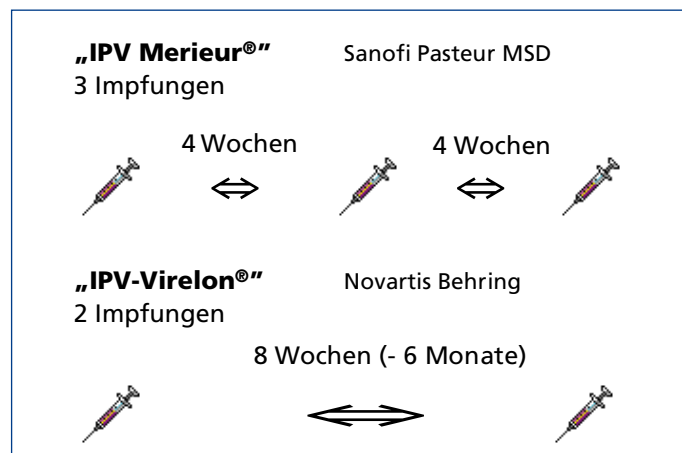 „IPV Merieur®” Sanofi Pasteur MSD
3 Impfungen
4 Wochen 4 Wochen
„IPV-Virelon®” Novartis Behring
2 Impfungen
8 Wochen (- 6 Monate)